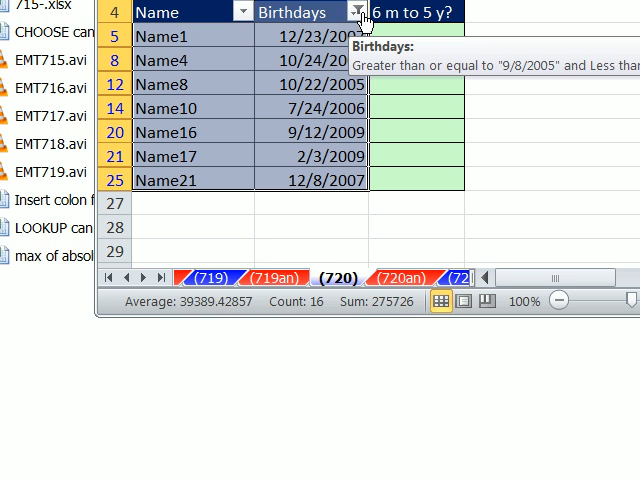 715-.xlsx
4 Name Birthdays 6 m to 5 y?
CHOOSE can
5 Name1 12/23/200
Birthdays:
EMT715.avi
8 Name4 10/24/20
Greater than or equal to "9/8/2005" and Less than
EMT716.avi
12 Name8 10/22/2005
EMT717.avi
14 Name10 7/24/2006
EMT718.avi
20 Name16 9/12/2009
EMT719.avi
21 Name17 2/3/2009
25 Name21 12/8/2007
Insert colon f
27
LOOKUP can
28
max of absol
29
(719) (719an) (720) (720an) (72
Average: 39389.42857 Count: 16 Sum: 275726 100%